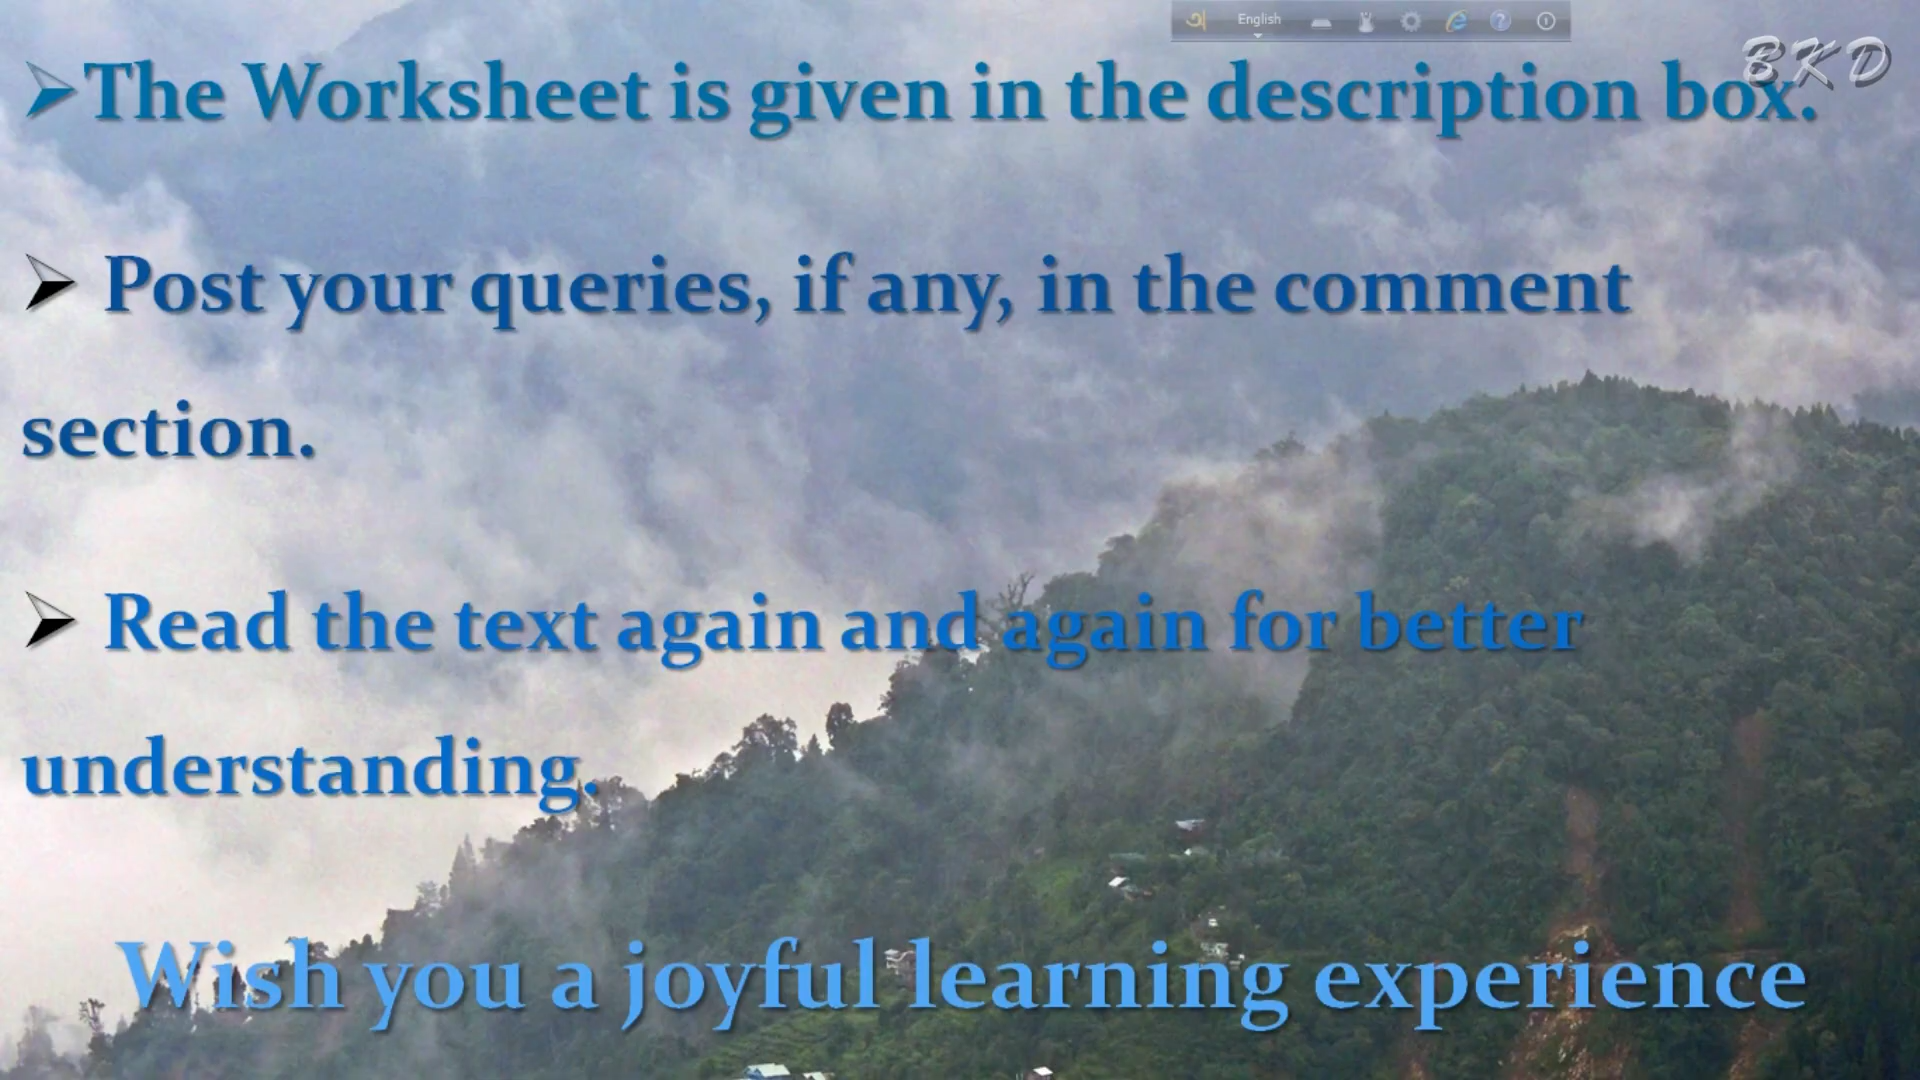 অ English
BKD
➢The Worksheet is given in the description box.
➢ Post your queries, if any, in the comment
section.
➢ Read the text again and again for better
understanding.
Wish you a joyful learning experience